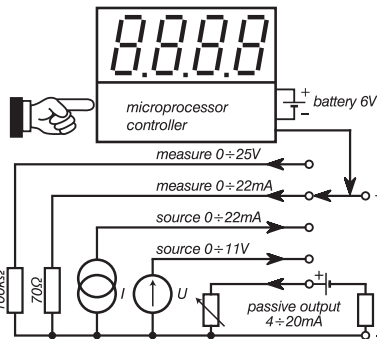 8.8.8.8
microprocessor
controller
+
battery 6V
−
measure 0÷25V
measure 0÷22mA
source 0÷22mA
source 0÷11V
70Ω
I
U
+
passive output
4÷20mA